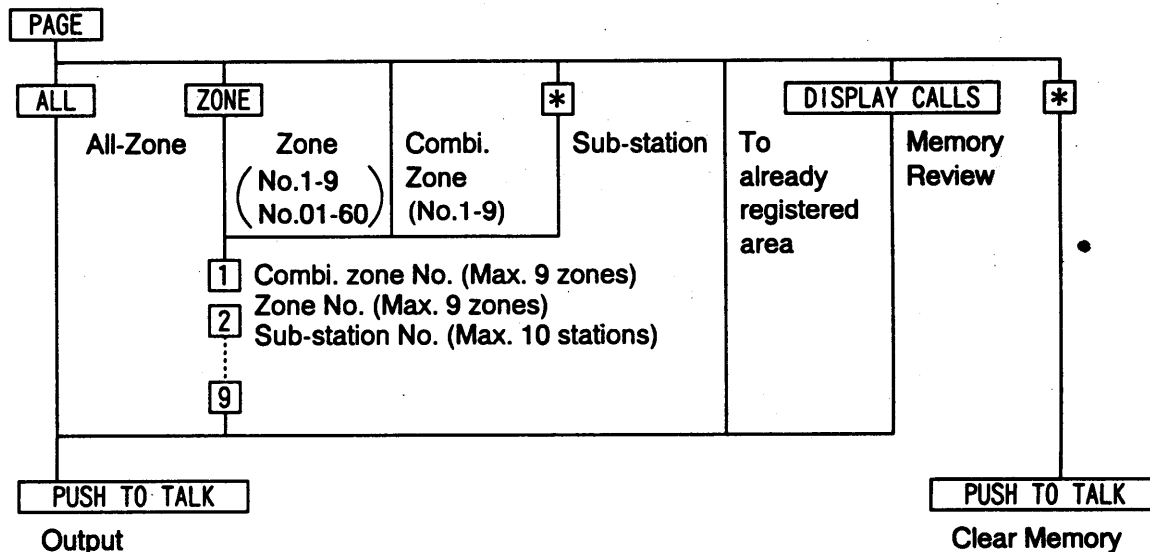 PAGE
ALL
ZONE
*
DISPLAY CALLS
*
All-Zone
Zone
(No.1-9
No.01-60)
Combi.
Zone
(No.1-9)
Sub-station
To
already
registered
area
Memory
Review
1 Combi. zone No. (Max. 9 zones)
Zone No. (Max. 9 zones)
2
Sub-station No. (Max. 10 stations)
9
PUSH TO TALK
Output
PUSH TO TALK
Clear Memory